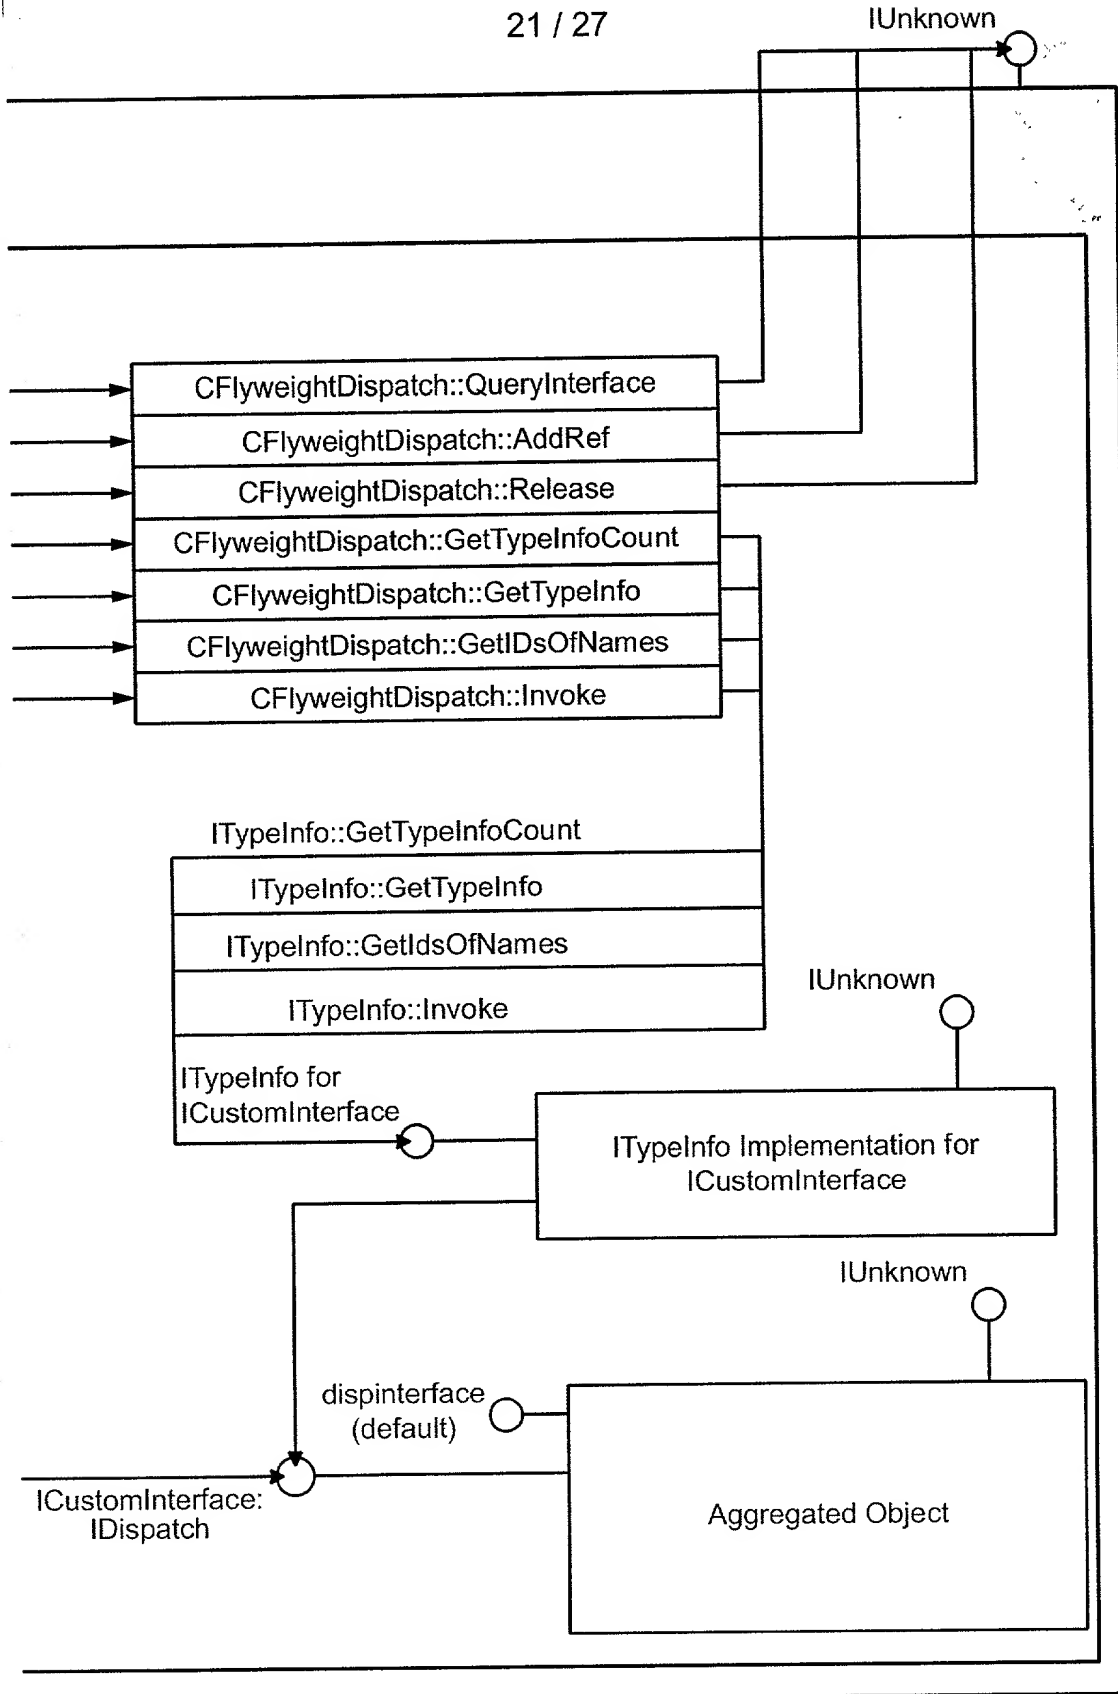 21 / 27
IUnknown
CFlyweightDispatch::QueryInterface
CFlyweightDispatch::AddRef
CFlyweightDispatch::Release
CFlyweightDispatch::GetTypeInfoCount
CFlyweightDispatch::GetTypeInfo
CFlyweightDispatch::GetIDsOfNames
CFlyweightDispatch::Invoke
ITypeInfo::GetTypeInfoCount
ITypeInfo::GetTypeInfo
ITypeInfo::GetIdsOfNames
ITypeInfo::Invoke
IUnknown
ITypeInfo for
ICustomInterface
ITypeInfo Implementation for
ICustomInterface
IUnknown
dispinterface
(default)
ICustomInterface:
IDispatch
Aggregated Object